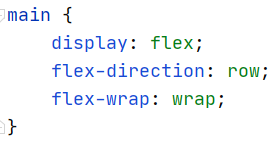 main {
    display: flex;
    flex-direction: row;
    flex-wrap: wrap;
}